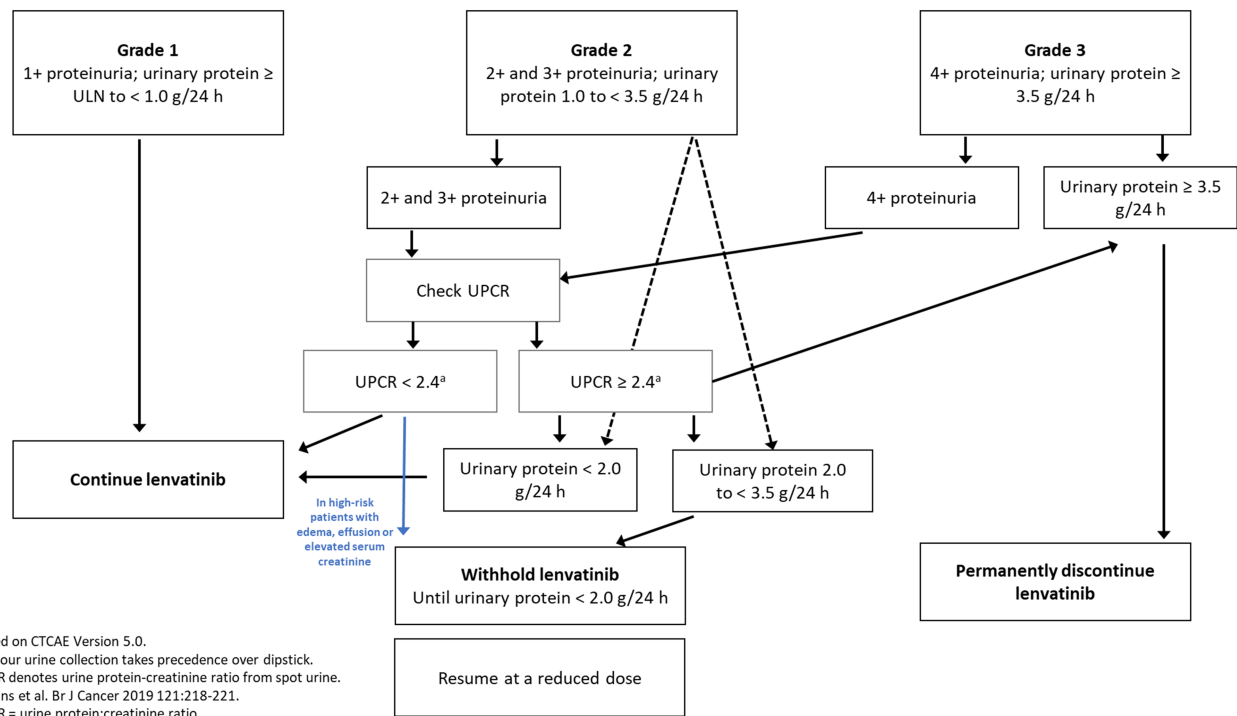 Grade 1
1+ proteinuria; urinary protein ≥
ULN to < 1.0 g/24 h
Grade 2
2+ and 3+ proteinuria; urinary
protein 1.0 to < 3.5 g/24 h
Grade 3
4+ proteinuria; urinary protein ≥
3.5 g/24 h
2+ and 3+ proteinuria
4+ proteinuria
Urinary protein ≥ 3.5
g/24 h
Check UPCR
UPCR < 2.4ᵃ
UPCR ≥ 2.4ᵃ
Continue lenvatinib
Urinary protein < 2.0
g/24 h
Urinary protein 2.0
to < 3.5 g/24 h
In high-risk
patients with
edema, effusion or
elevated serum
creatinine
Withhold lenvatinib
Until urinary protein < 2.0 g/24 h
Permanently discontinue
lenvatinib
Resume at a reduced dose
ed on CTCAE Version 5.0.
our urine collection takes precedence over dipstick.
R denotes urine protein-creatinine ratio from spot urine.
ns et al. Br J Cancer 2019 121:218-221.
R = urine protein:creatinine ratio